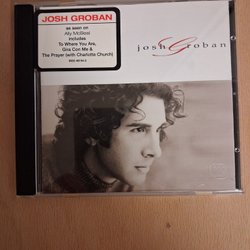 JOSH GROBAN
as seen on
Ally McBeal
includes
To Where You Are,
Gira Con Me &
The Prayer (with Charlotte Church)
josh Groban